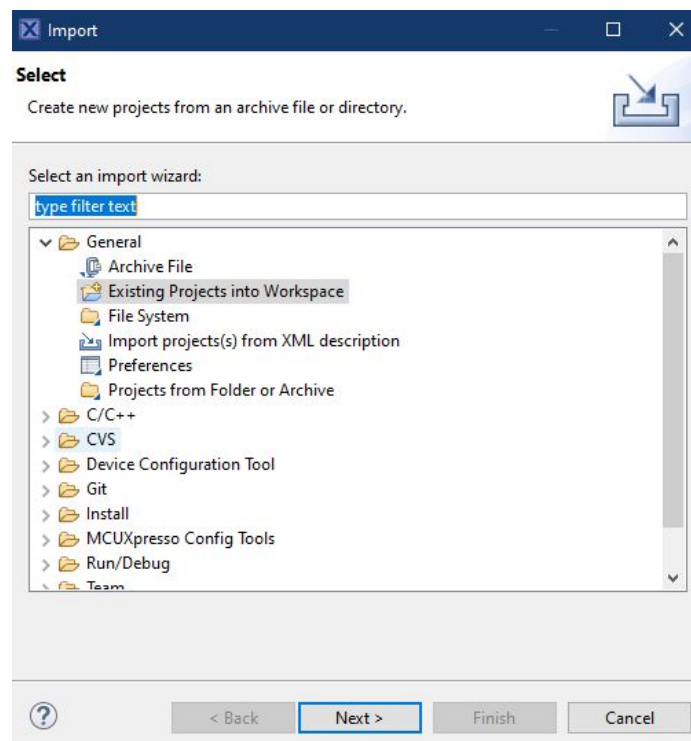 Import
Select
Create new projects from an archive file or directory.
Select an import wizard:
type filter text
General
Archive File
Existing Projects into Workspace
File System
Import projects(s) from XML description
Preferences
Projects from Folder or Archive
C/C++
CVS
Device Configuration Tool
Git
Install
MCUXpresso Config Tools
Run/Debug
Team
< Back Next > Finish Cancel